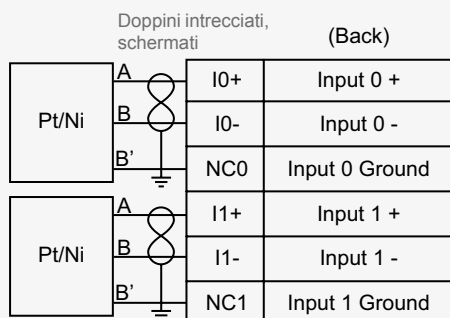 Doppini intrecciati,
schermati
(Back)
A
I0+ Input 0 +
Pt/Ni
B
I0- Input 0 -
B’
NC0 Input 0 Ground
A
I1+ Input 1 +
Pt/Ni
B
I1- Input 1 -
B’
NC1 Input 1 Ground